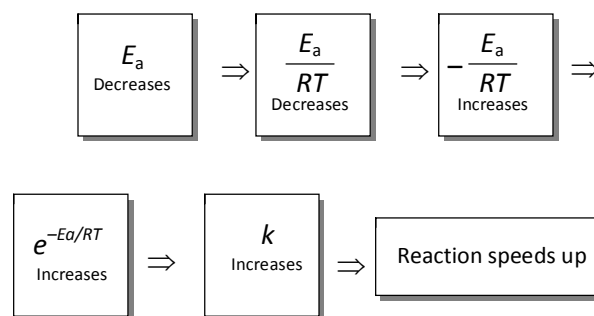 Eₐ ⇒ Eₐ/RT ⇒ −Eₐ/RT ⇒
Decreases Decreases Increases
e^−Ea/RT ⇒ k ⇒ Reaction speeds up
Increases Increases